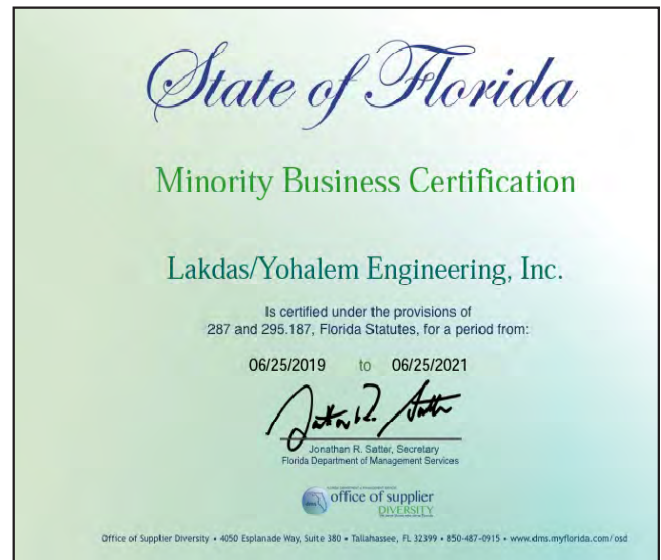 State of Florida
Minority Business Certification
Lakdas/Yohalem Engineering, Inc.
Is certified under the provisions of
287 and 295.187, Florida Statutes, for a period from:
06/25/2019 to 06/25/2021
Jonathan R. Satter, Secretary
Florida Department of Management Services
office of supplier
DIVERSITY
Office of Supplier Diversity • 4050 Esplanade Way, Suite 380 • Tallahassee, FL 32399 • 850-487-0915 • www.dms.myflorida.com/osd